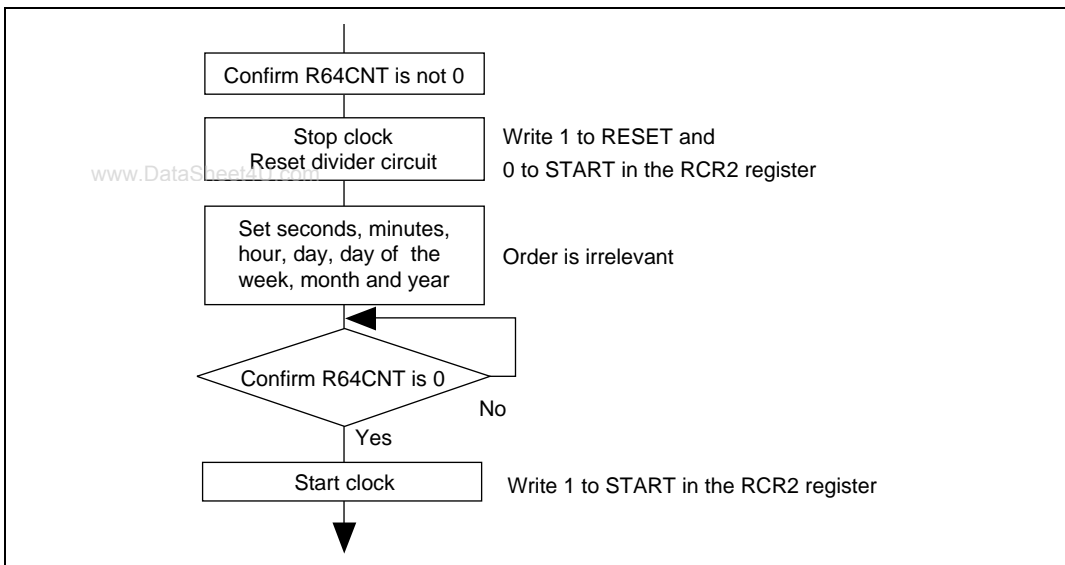 Confirm R64CNT is not 0
Stop clock
Reset divider circuit
Write 1 to RESET and
0 to START in the RCR2 register
www.DataSheet4U.com
Set seconds, minutes,
hour, day, day of the
week, month and year
Order is irrelevant
Confirm R64CNT is 0
No
Yes
Start clock
Write 1 to START in the RCR2 register